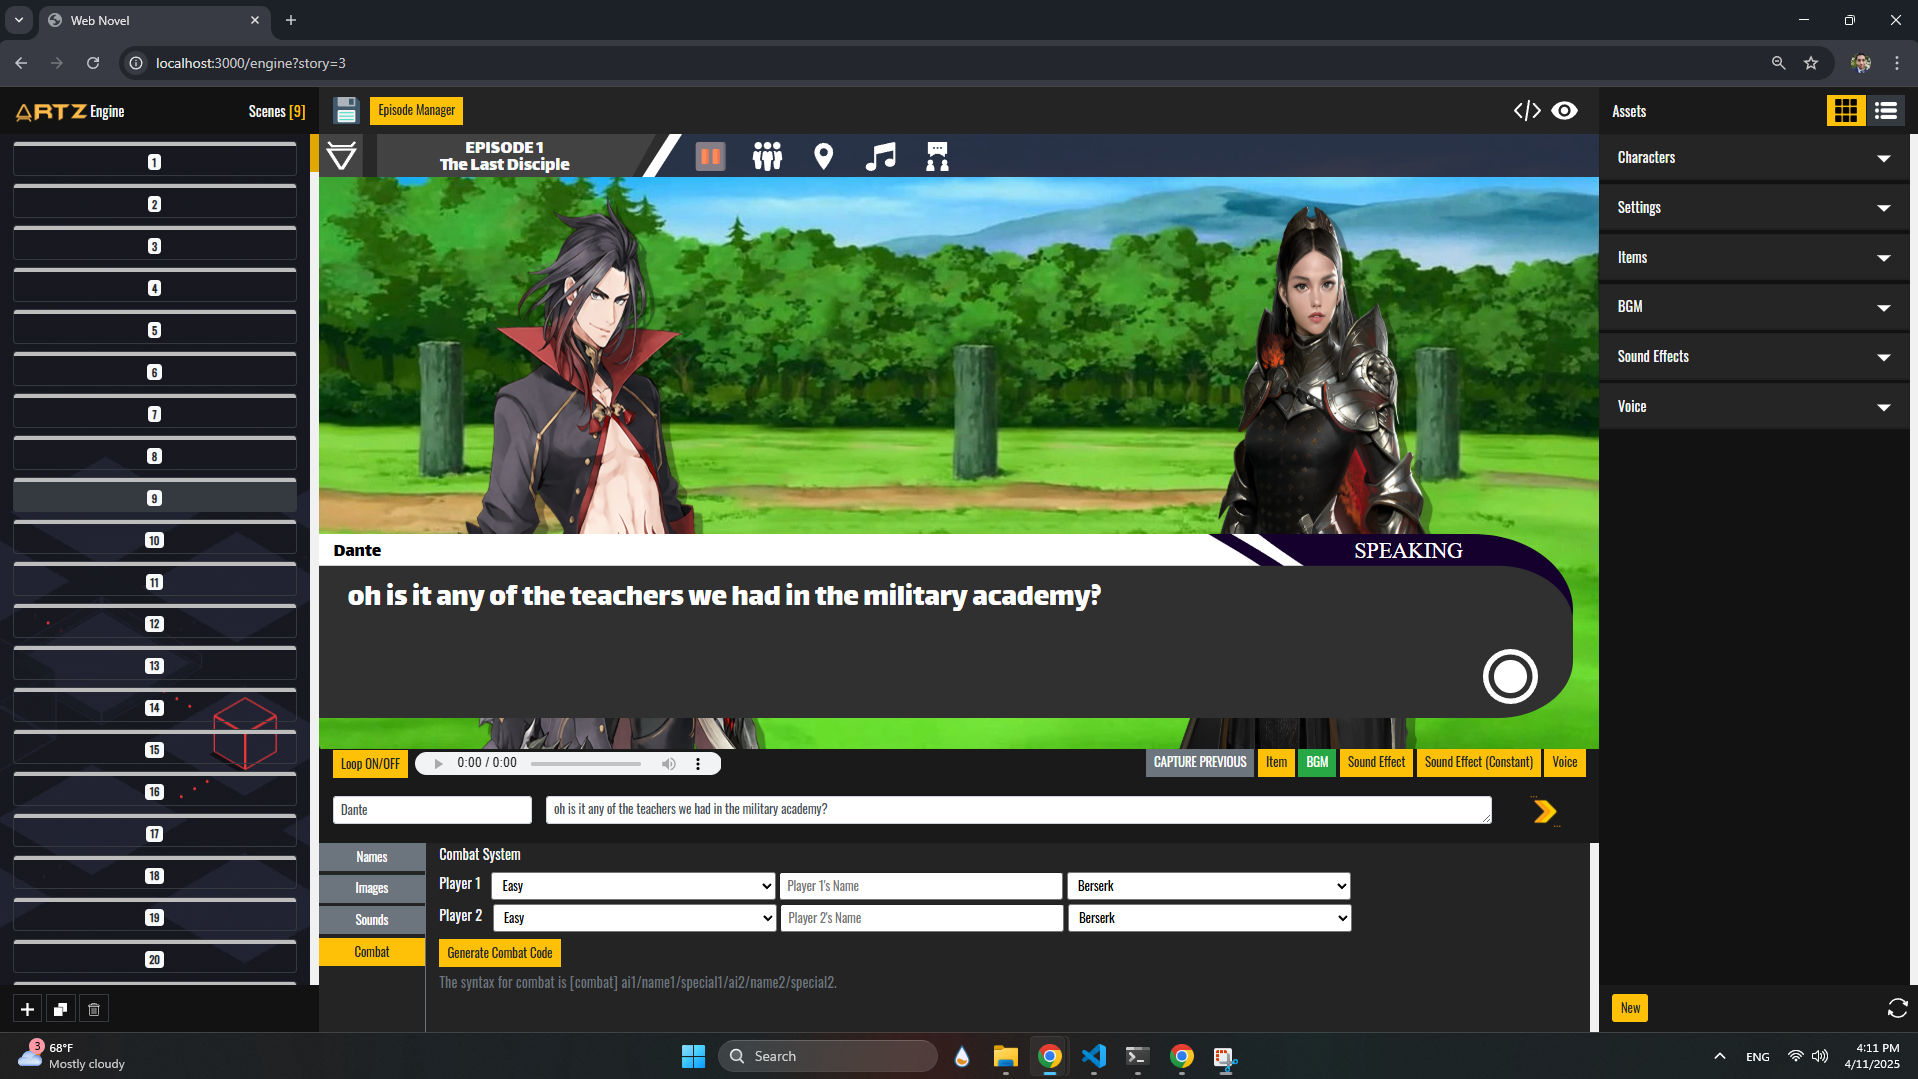 Web Novel
localhost:3000/engine?story=3
ARTZ Engine
Scenes [9]
Episode Manager
</>
Assets
EPISODE 1
The Last Disciple
1
2
3
4
5
6
7
8
9
10
11
12
13
14
15
16
17
18
19
20
Characters
Settings
Items
BGM
Sound Effects
Voice
Dante
SPEAKING
oh is it any of the teachers we had in the military academy?
Loop ON/OFF
0:00 / 0:00
CAPTURE PREVIOUS
Item
BGM
Sound Effect
Sound Effect (Constant)
Voice
Dante
oh is it any of the teachers we had in the military academy?
Names
Images
Sounds
Combat
Combat System
Player 1
Easy
Player 1's Name
Berserk
Player 2
Easy
Player 2's Name
Berserk
Generate Combat Code
The syntax for combat is [combat] ai1/name1/special1/ai2/name2/special2.
New
3
68°F
Mostly cloudy
Search
ENG
4:11 PM
4/11/2025